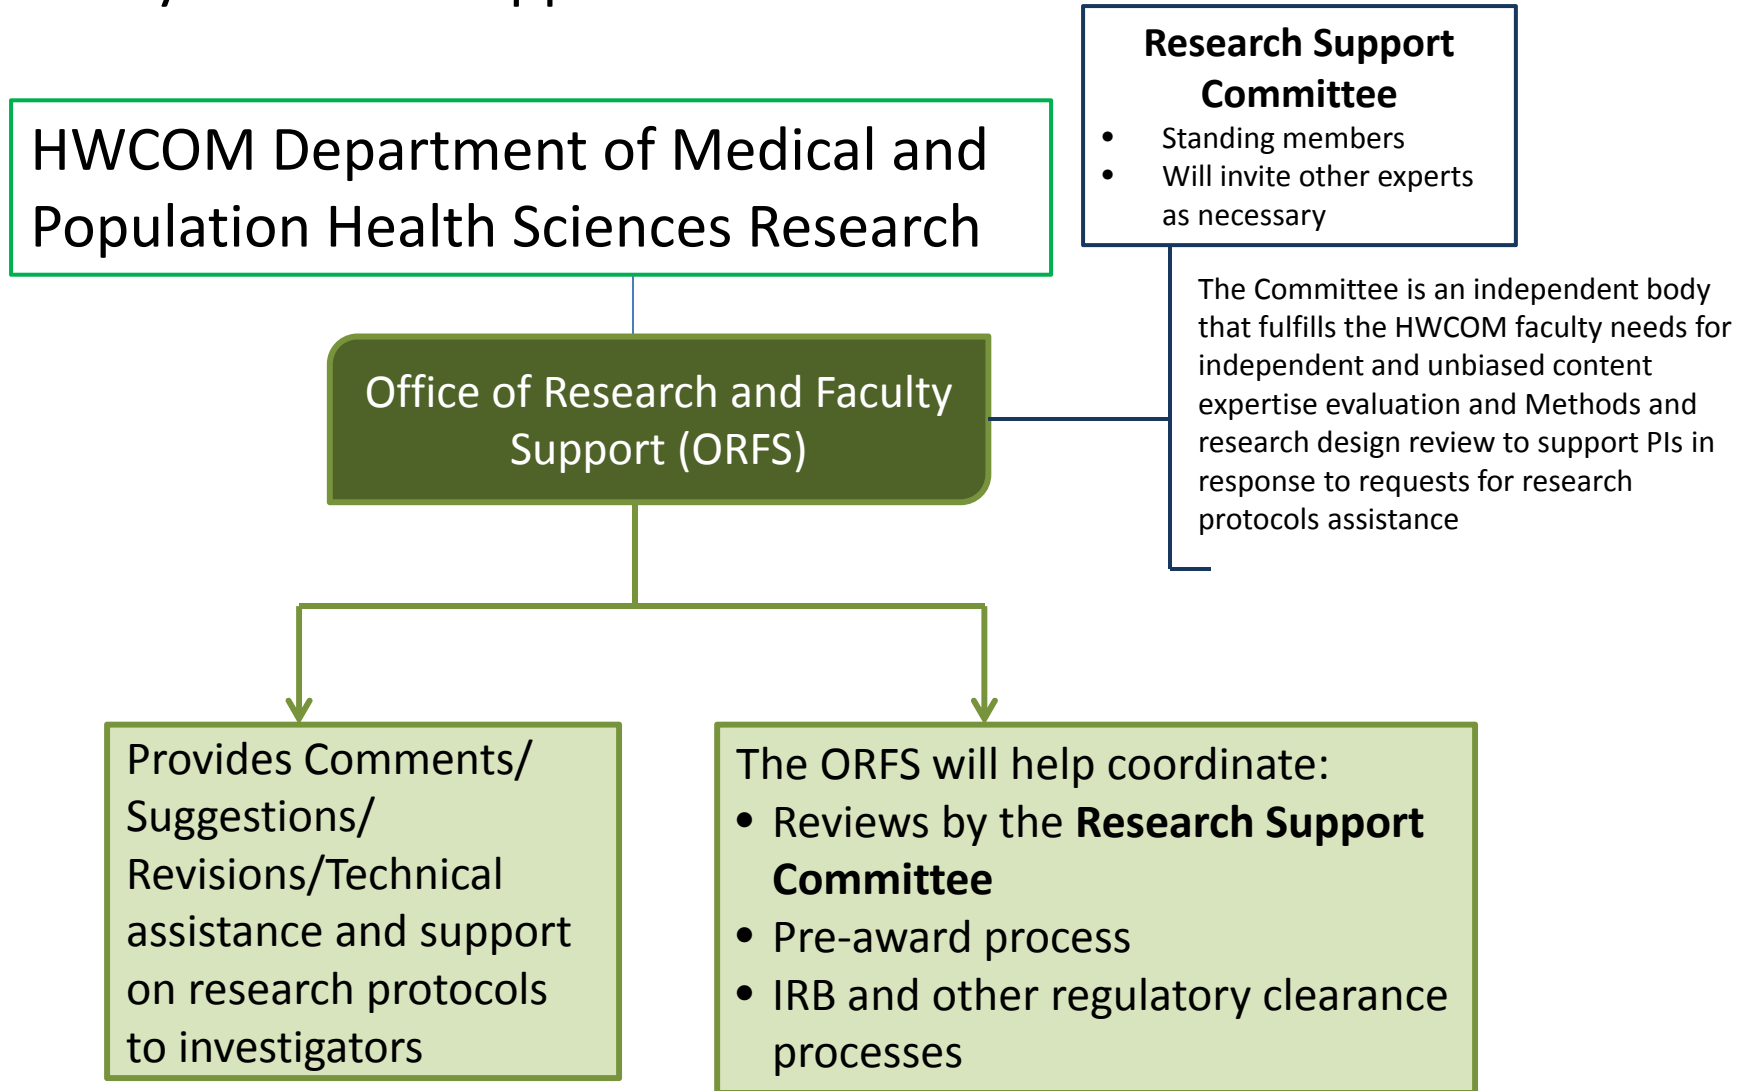 HWCOM Department of Medical and
Population Health Sciences Research
Research Support
Committee
• Standing members
• Will invite other experts
as necessary
The Committee is an independent body
that fulfills the HWCOM faculty needs for
independent and unbiased content
expertise evaluation and Methods and
research design review to support PIs in
response to requests for research
protocols assistance
Office of Research and Faculty
Support (ORFS)
Provides Comments/
Suggestions/
Revisions/Technical
assistance and support
on research protocols
to investigators
The ORFS will help coordinate:
• Reviews by the Research Support
Committee
• Pre-award process
• IRB and other regulatory clearance
processes